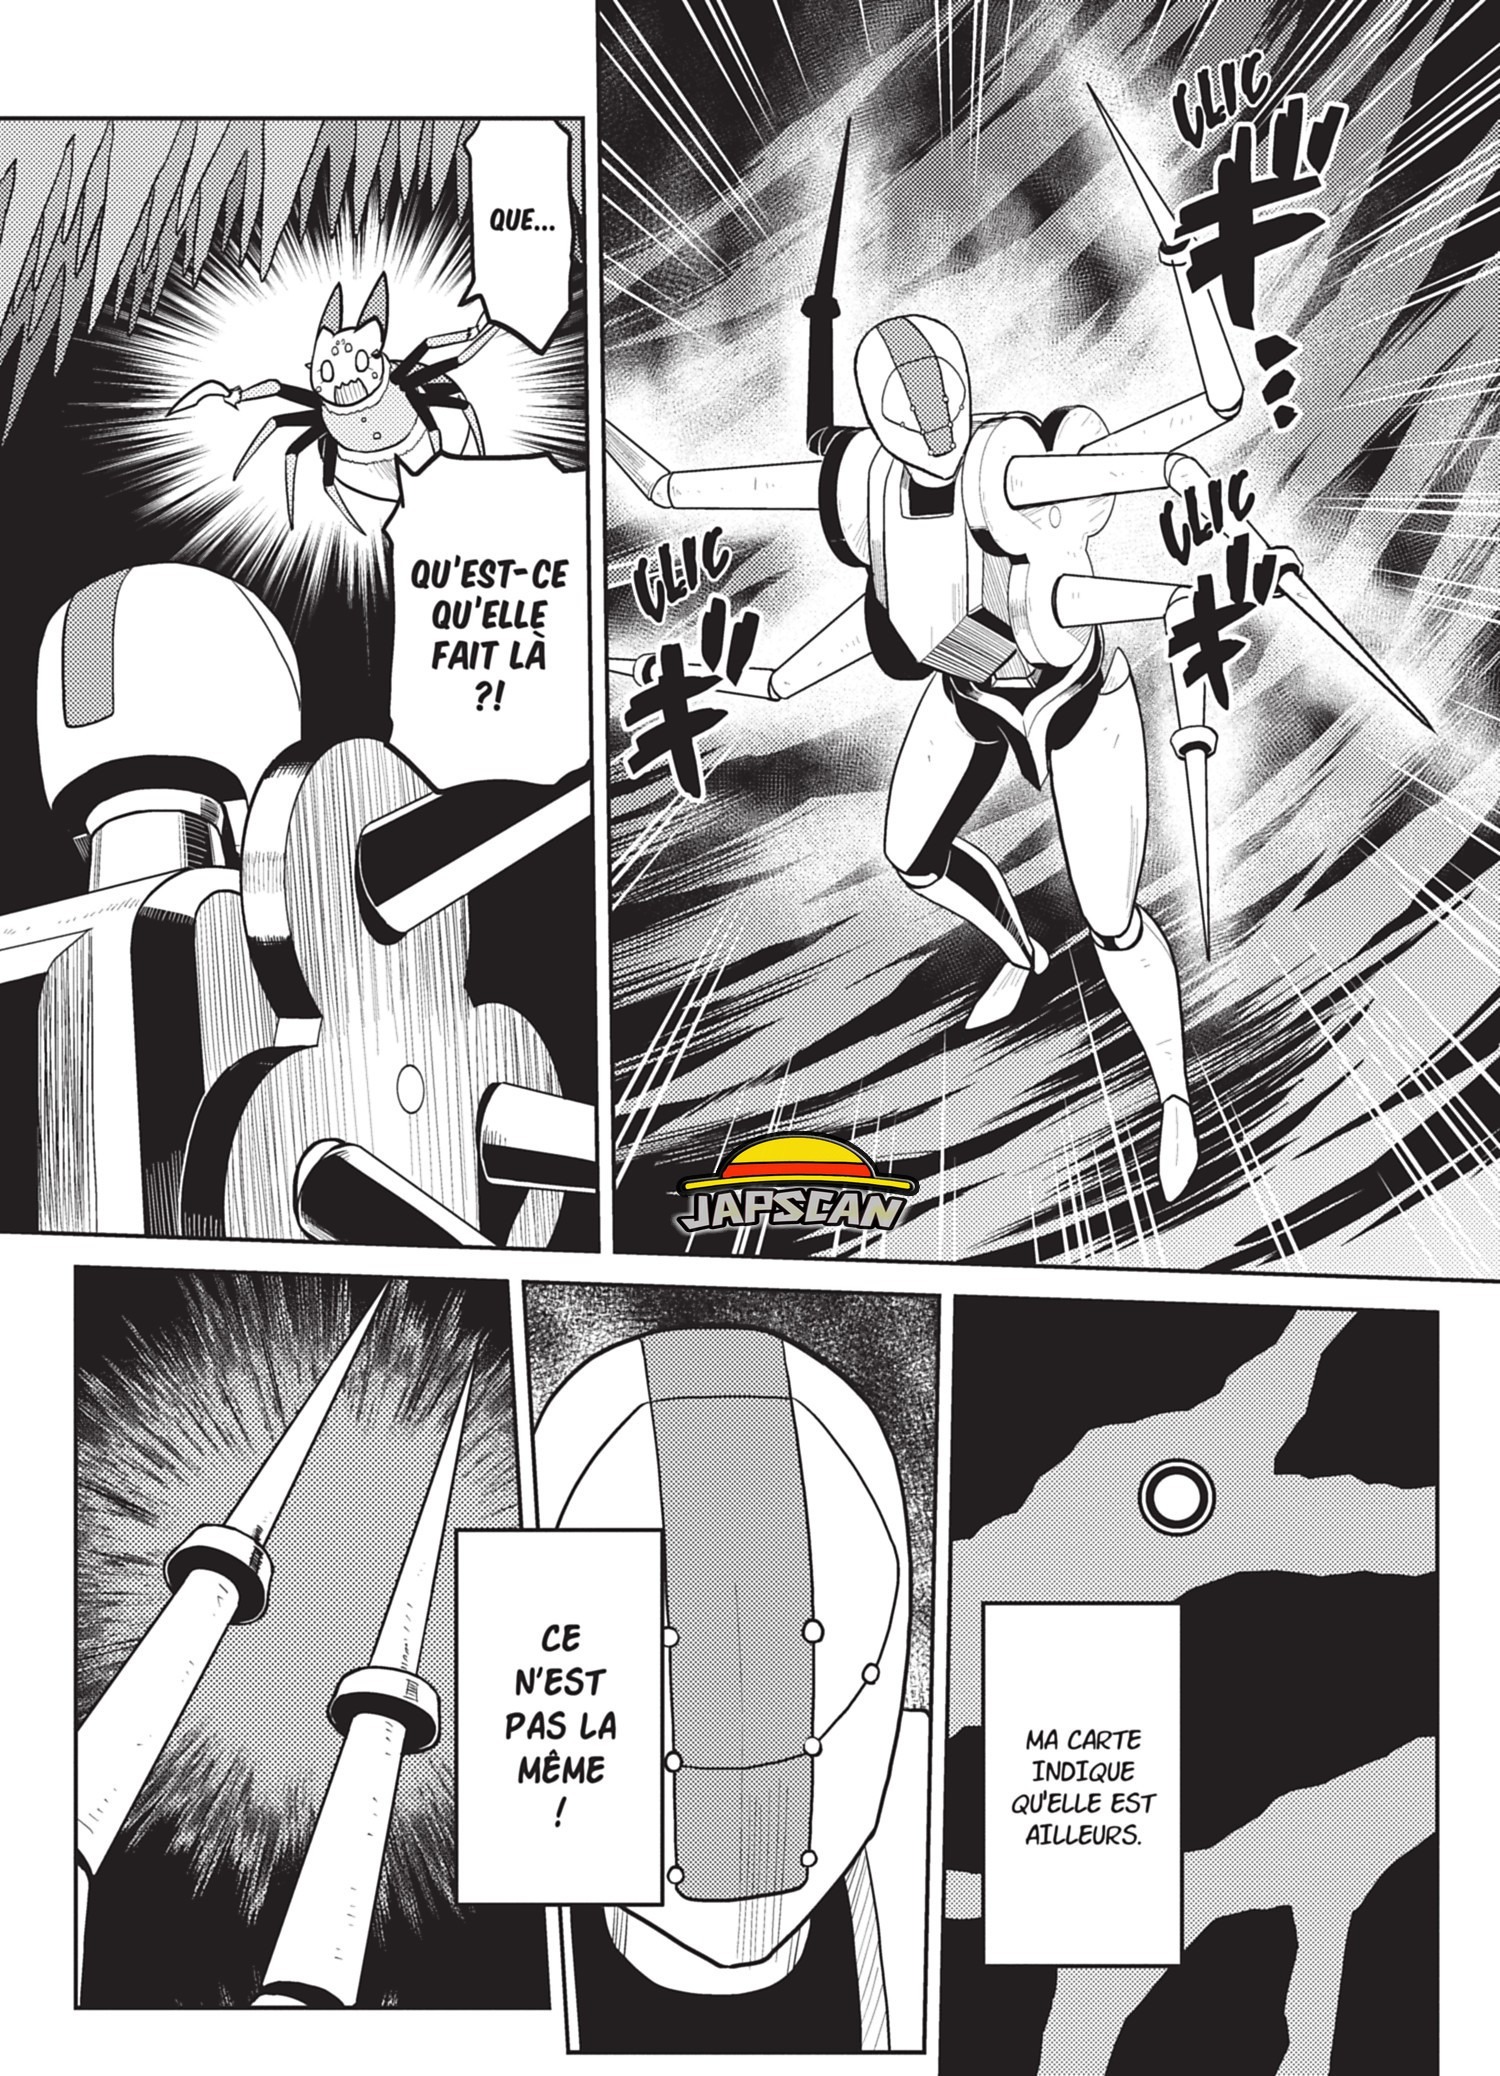 CLIC
ギギ...
CLIC
ギ
CLIC
ギ
QUE...
QU'EST-CE
QU'ELLE
FAIT LÀ
?!
JAPSCAN
MA CARTE
INDIQUE
QU'ELLE EST
AILLEURS.
CE
N'EST
PAS LA
MÊME
!